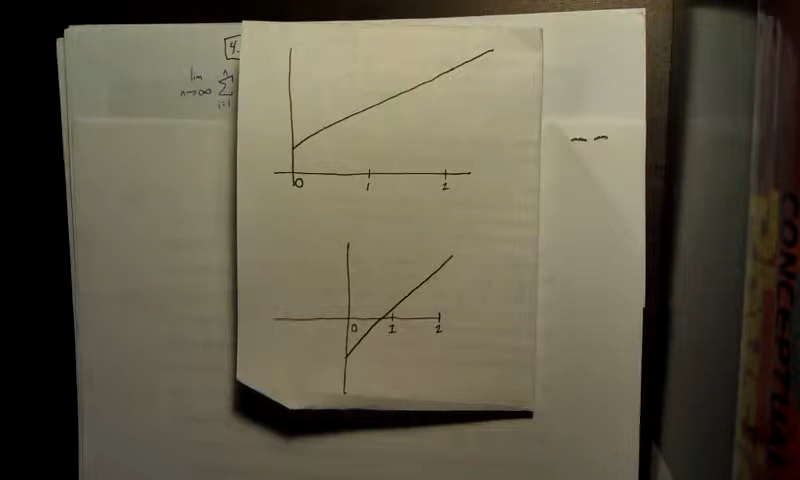 4.
lim n→∞ n Σ i=1
0 1 2
0 1 2
CONCEPTUAL